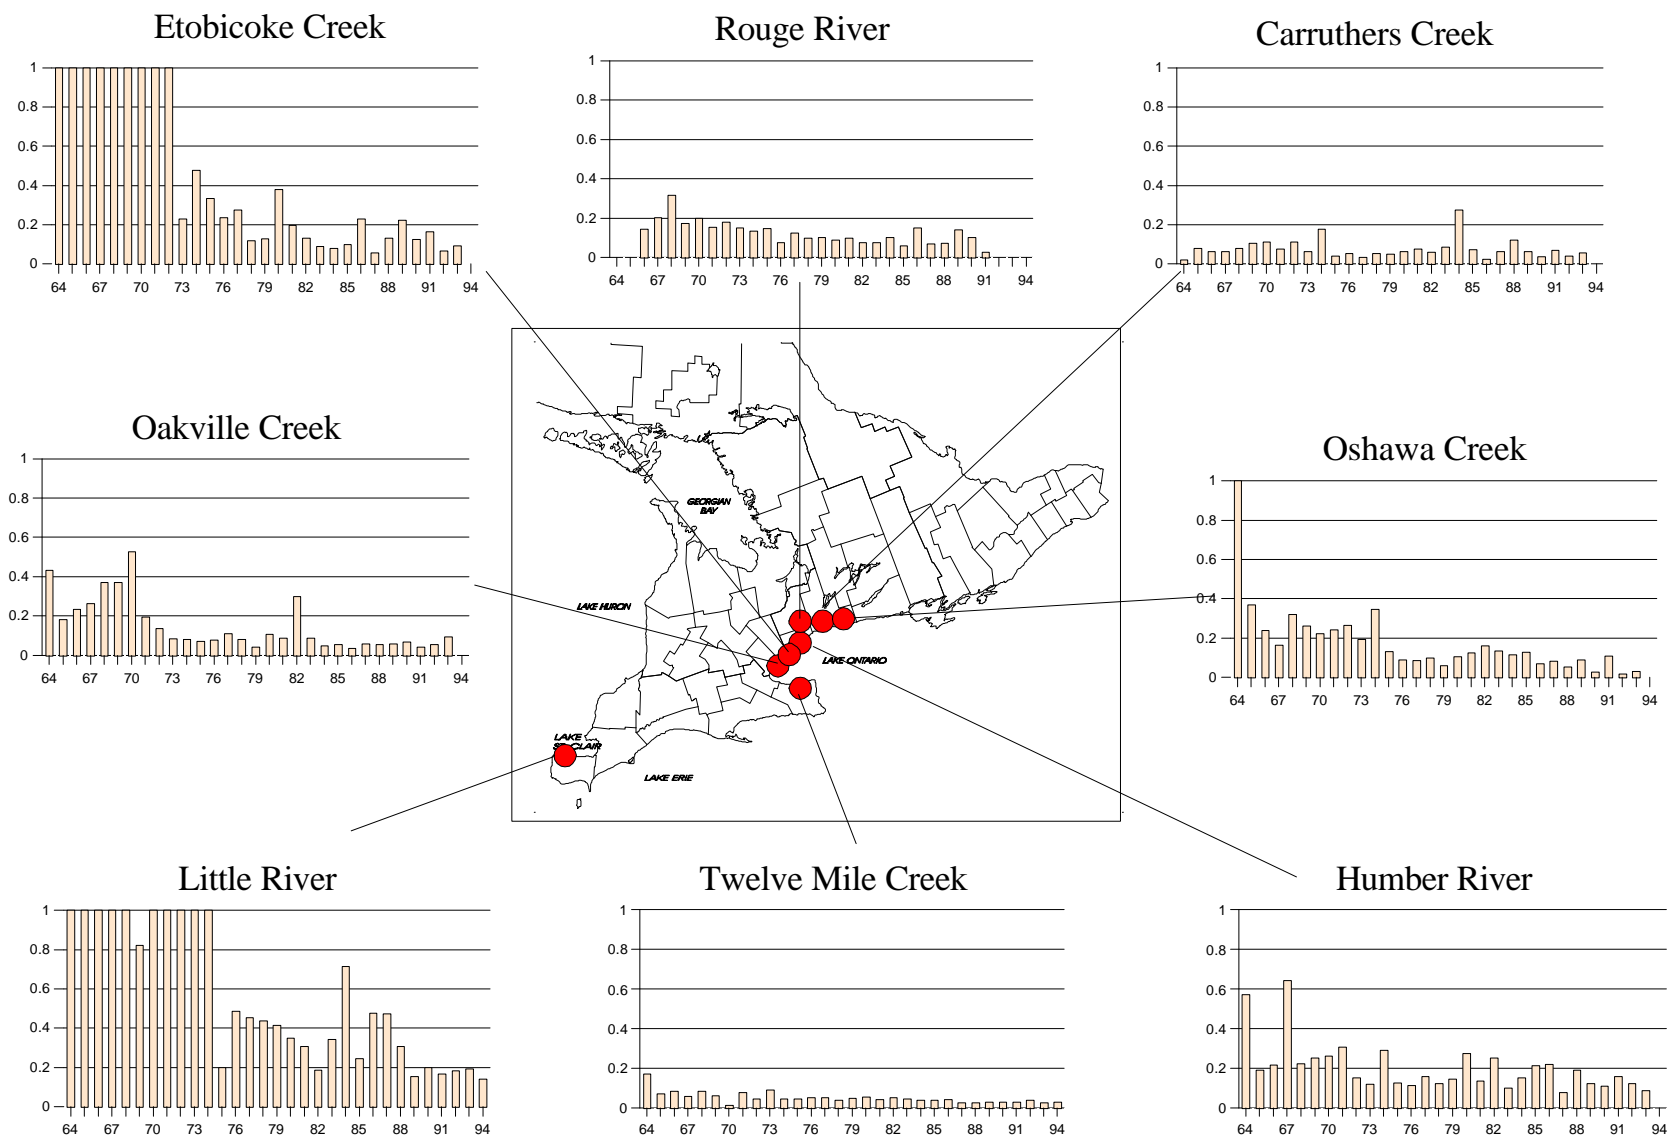 Etobicoke Creek
1
0.8
0.6
0.4
0.2
0
64 67 70 73 76 79 82 85 88 91 94
Rouge River
1
0.8
0.6
0.4
0.2
0
64 67 70 73 76 79 82 85 88 91 94
Carruthers Creek
1
0.8
0.6
0.4
0.2
0
64 67 70 73 76 79 82 85 88 91 94
Oakville Creek
1
0.8
0.6
0.4
0.2
0
64 67 70 73 76 79 82 85 88 91 94
GEORGIAN
BAY
LAKE HURON
LAKE ONTARIO
LAKE
ST. CLAIR
LAKE ERIE
Oshawa Creek
1
0.8
0.6
0.4
0.2
0
64 67 70 73 76 79 82 85 88 91 94
Little River
1
0.8
0.6
0.4
0.2
0
64 67 70 73 76 79 82 85 88 91 94
Twelve Mile Creek
1
0.8
0.6
0.4
0.2
0
64 67 70 73 76 79 82 85 88 91 94
Humber River
1
0.8
0.6
0.4
0.2
0
64 67 70 73 76 79 82 85 88 91 94